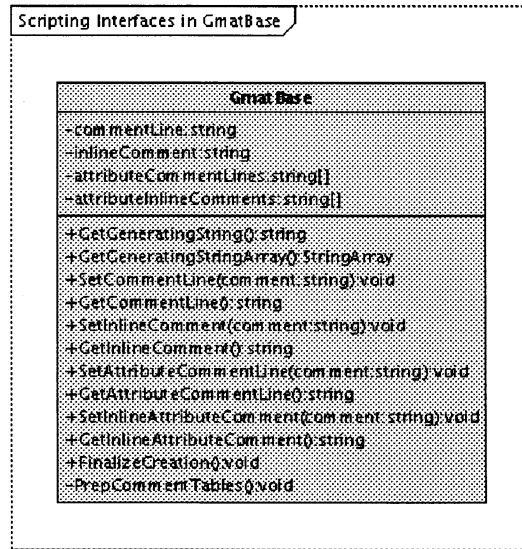 Scripting Interfaces in GmatBase
GmatBase
-commentLine:string
-inlineComment:string
-attributeCommentLines:string[]
-attributeInlineComments:string[]
+GetGeneratingString():string
+GetGeneratingStringArray():StringArray
+SetCommentLine(comment:string):void
+GetCommentLine():string
+SetInlineComment(comment:string):void
+GetInlineComment():string
+SetAttributeCommentLine(comment:string):void
+GetAttributeCommentLine():string
+SetInlineAttributeComment(comment:string):void
+GetInlineAttributeComment():string
+FinalizeCreation():void
-PrepCommentTables():void